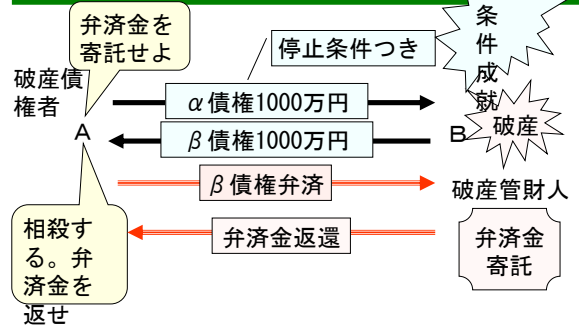 弁済金を
寄託せよ
停止条件つき
条
件
成
就
破産債
権者
α債権1000万円
A
β債権1000万円
B
破産
β債権弁済
破産管財人
相殺す
る。弁
済金を
返せ
弁済金返還
弁済金
寄託